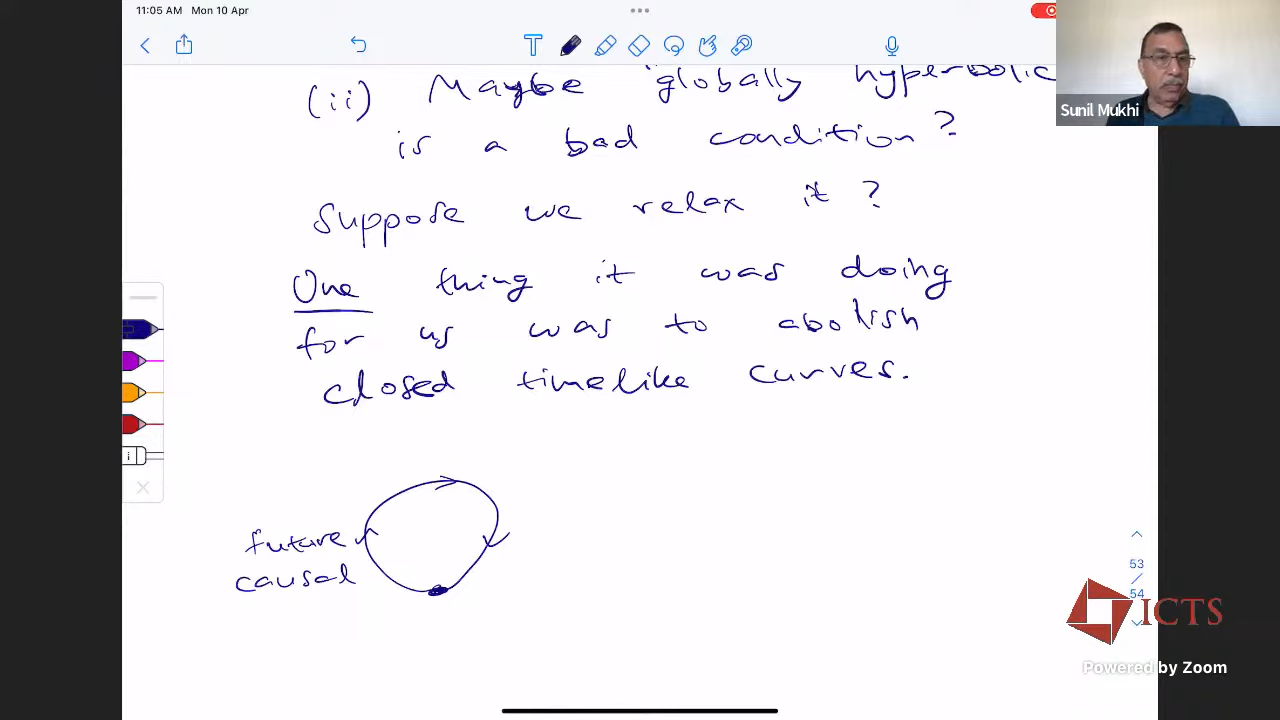 11:05 AM Mon 10 Apr
(ii) Maybe "globally hyperbolic
is a bad condition?
Sunil Mukhi
Suppose we relax it?
One thing it was doing
for us was to abolish
closed timelike curves.
future
causal
53
/
54
ICTS
Powered by Zoom